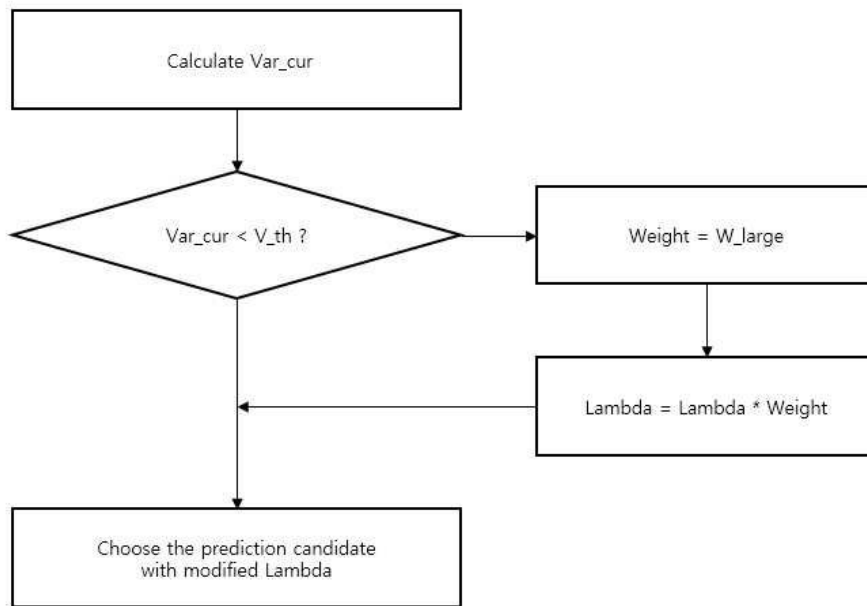 Calculate Var_cur
Var_cur < V_th ?
Weight = W_large
Lambda = Lambda * Weight
Choose the prediction candidate
with modified Lambda